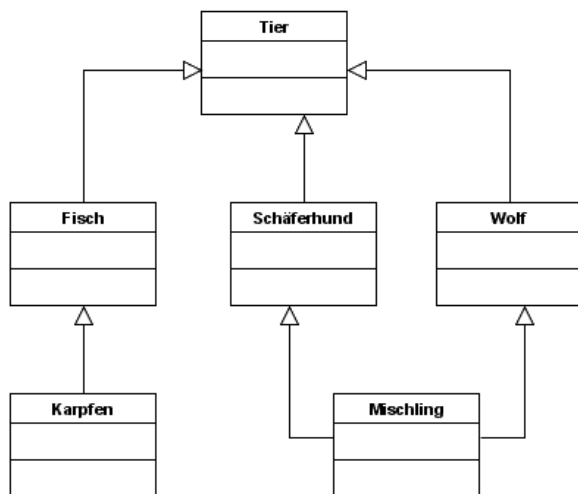 Tier
Fisch
Schäferhund
Wolf
Karpfen
Mischling